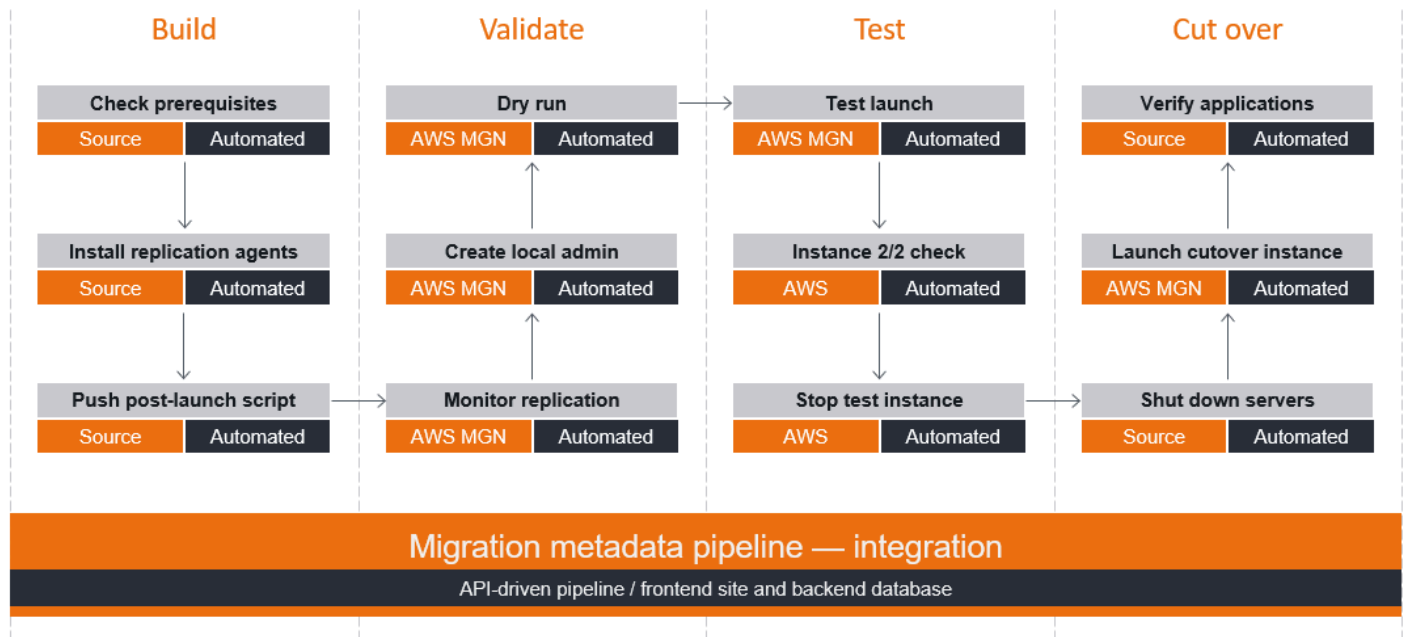 Build
Validate
Test
Cut over
Check prerequisites
Source
Automated
Install replication agents
Source
Automated
Push post-launch script
Source
Automated
Monitor replication
AWS MGN
Automated
Create local admin
AWS MGN
Automated
Dry run
AWS MGN
Automated
Test launch
AWS MGN
Automated
Instance 2/2 check
AWS
Automated
Stop test instance
AWS
Automated
Shut down servers
Source
Automated
Launch cutover instance
AWS MGN
Automated
Verify applications
Source
Automated
Migration metadata pipeline — integration
API-driven pipeline / frontend site and backend database